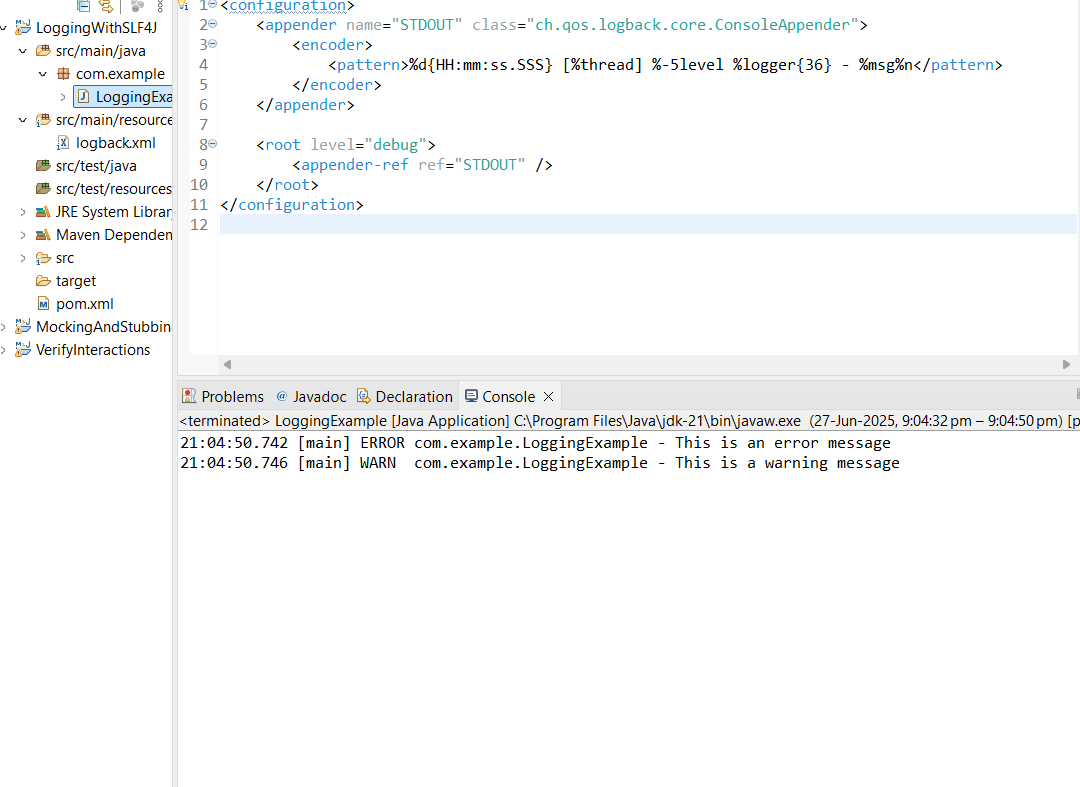 LoggingWithSLF4J
src/main/java
com.example
LoggingExa
src/main/resource
logback.xml
src/test/java
src/test/resources
JRE System Librar
Maven Dependen
src
target
pom.xml
MockingAndStubbin
VerifyInteractions
1 <configuration>
2 <appender name="STDOUT" class="ch.qos.logback.core.ConsoleAppender">
3 <encoder>
4 <pattern>%d{HH:mm:ss.SSS} [%thread] %-5level %logger{36} - %msg%n</pattern>
5 </encoder>
6 </appender>
7
8 <root level="debug">
9 <appender-ref ref="STDOUT" />
10 </root>
11 </configuration>
12
Problems @ Javadoc Declaration Console
<terminated> LoggingExample [Java Application] C:\Program Files\Java\jdk-21\bin\javaw.exe (27-Jun-2025, 9:04:32 pm – 9:04:50 pm) [p
21:04:50.742 [main] ERROR com.example.LoggingExample - This is an error message
21:04:50.746 [main] WARN  com.example.LoggingExample - This is a warning message